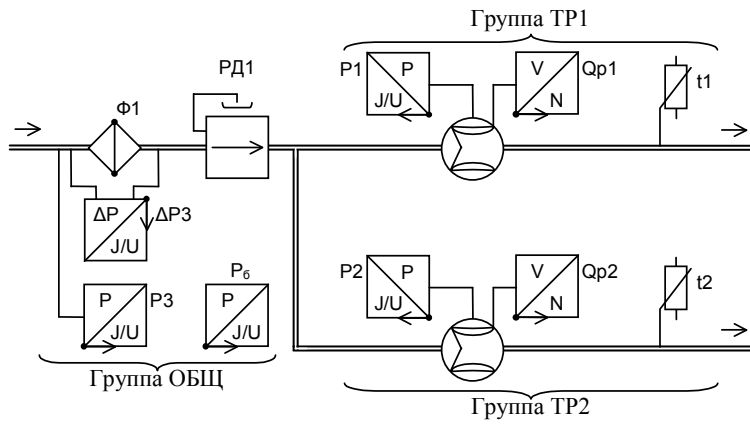 Группа ТР1
РД1
Ф1
P1
P
J/U
V
N
Qp1
t1
ΔP
J/U
ΔP3
P2
P
J/U
V
N
Qp2
t2
P
J/U
P3
Pб
P
J/U
Группа ОБЩ
Группа ТР2